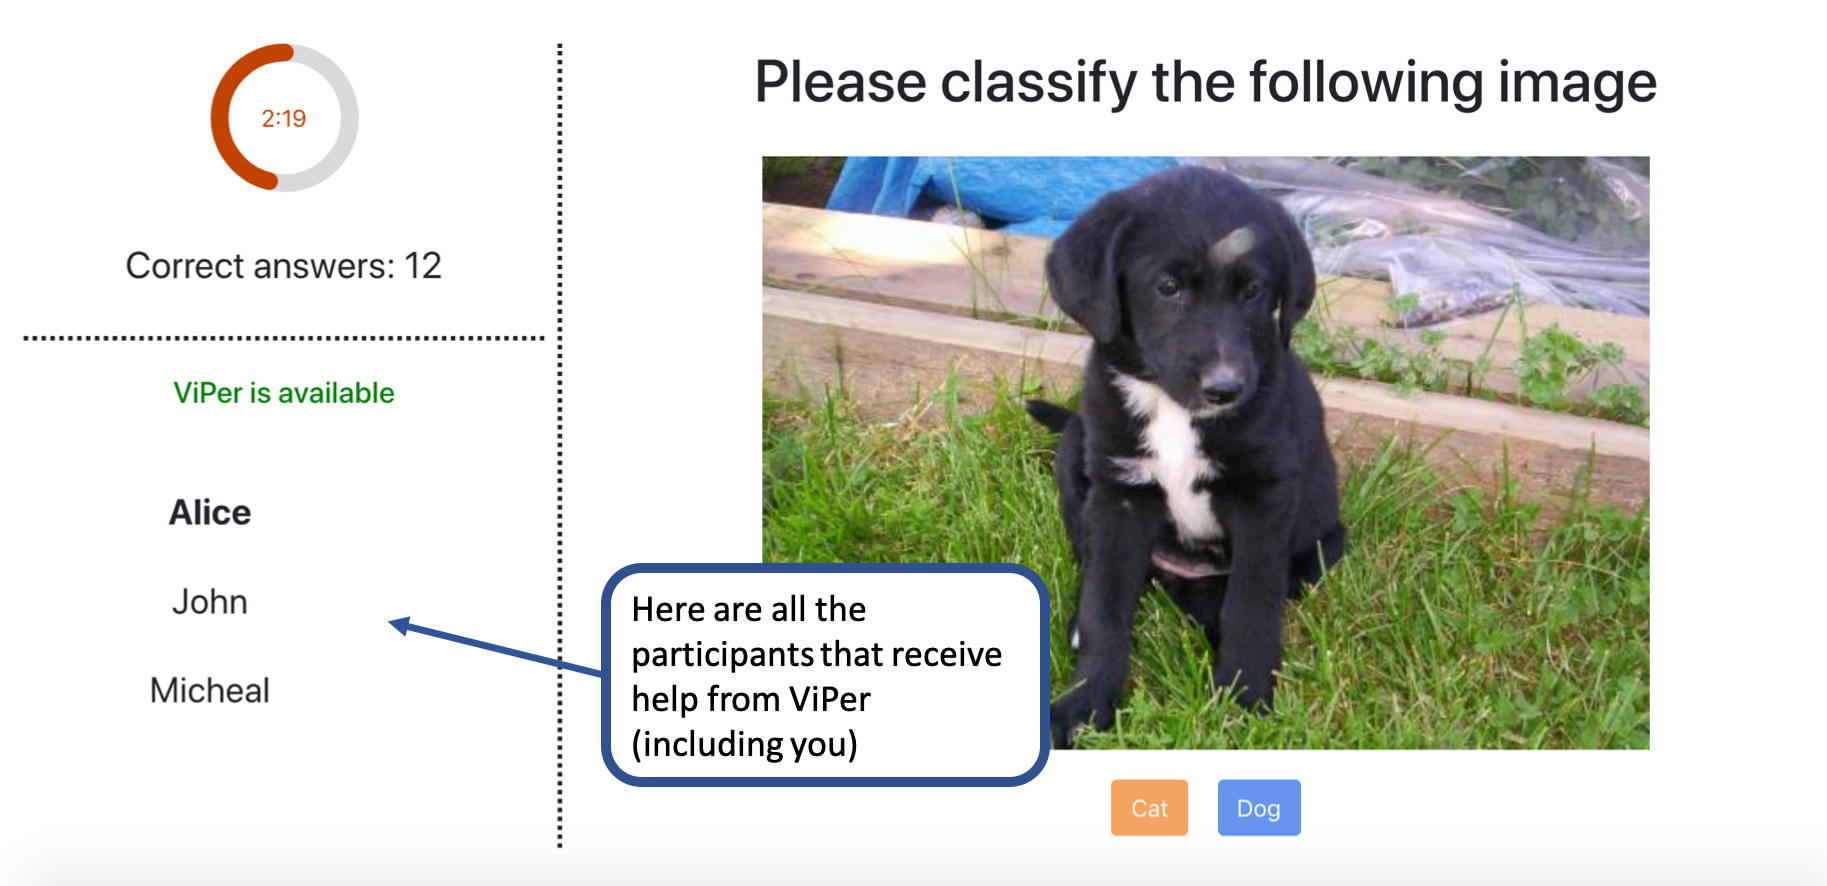 2:19
Correct answers: 12
ViPer is available
Alice
John
Micheal
Please classify the following image
Here are all the
participants that receive
help from ViPer
(including you)
Cat
Dog